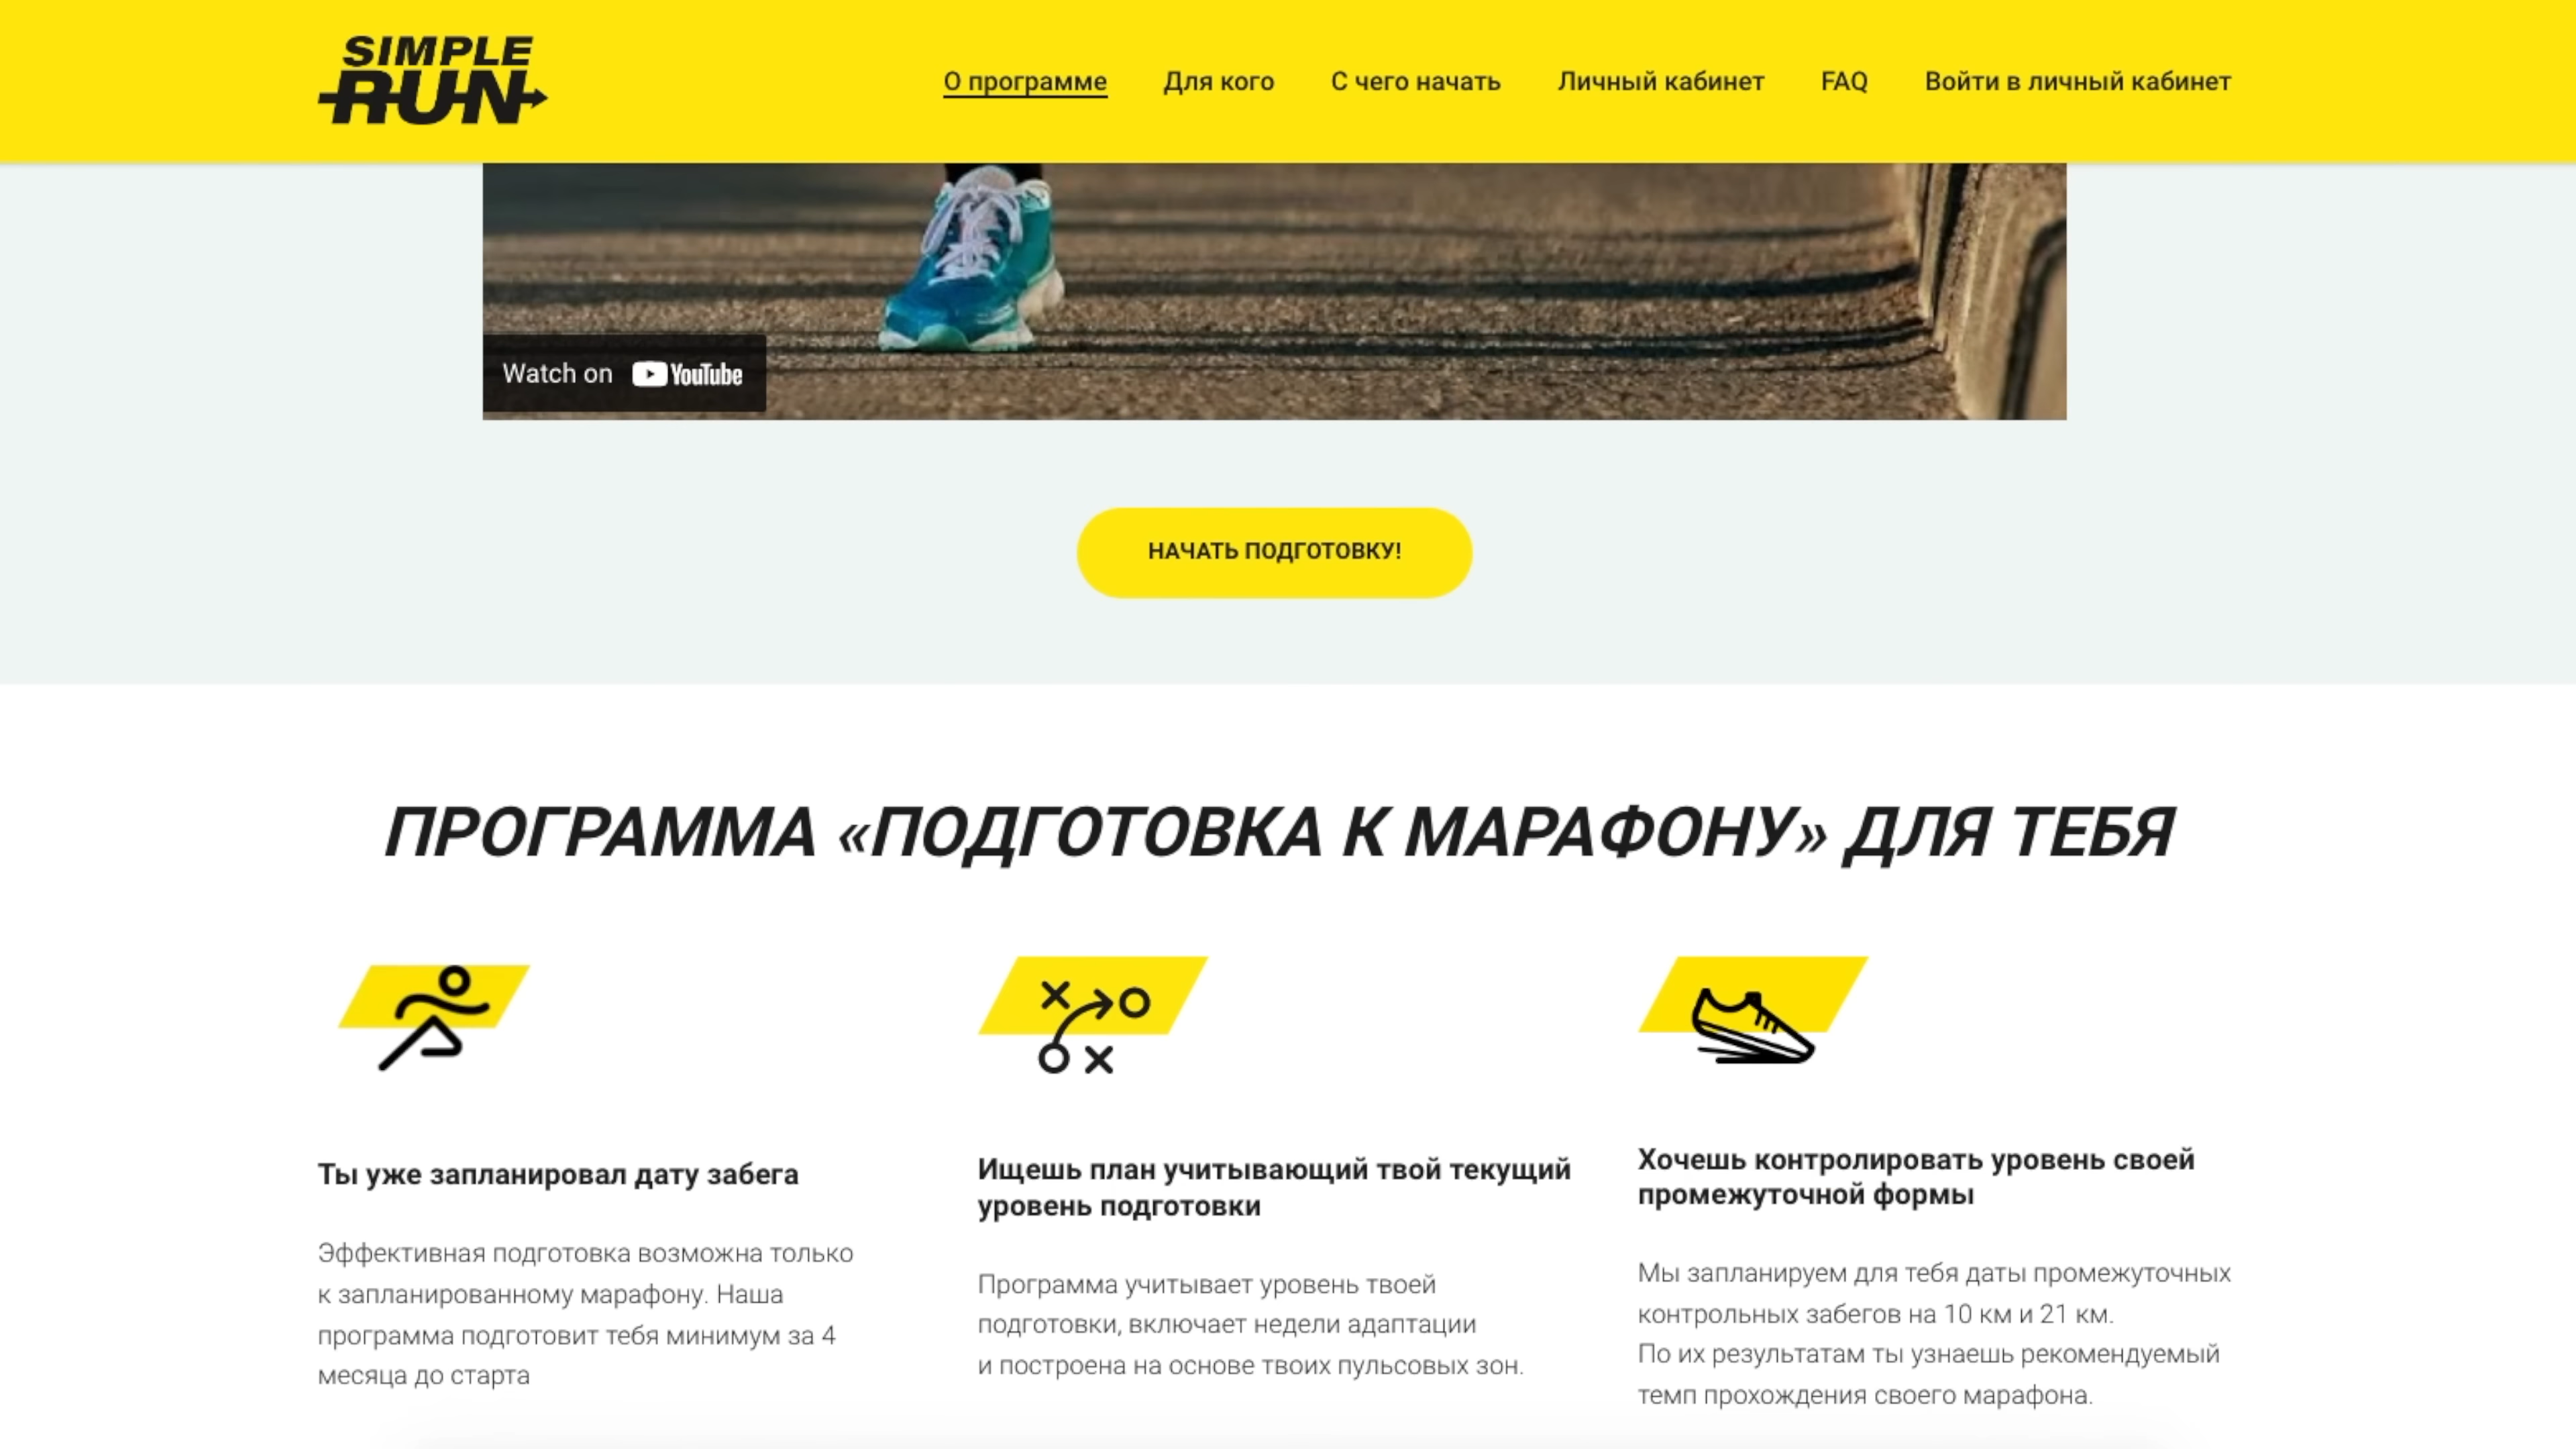 SIMPLE
RUN
О программе
Для кого
С чего начать
Личный кабинет
FAQ
Войти в личный кабинет
Watch on YouTube
НАЧАТЬ ПОДГОТОВКУ!
ПРОГРАММА «ПОДГОТОВКА К МАРАФОНУ» ДЛЯ ТЕБЯ
Ты уже запланировал дату забега
Эффективная подготовка возможна только
к запланированному марафону. Наша
программа подготовит тебя минимум за 4
месяца до старта
Ищешь план учитывающий твой текущий
уровень подготовки
Программа учитывает уровень твоей
подготовки, включает недели адаптации
и построена на основе твоих пульсовых зон.
Хочешь контролировать уровень своей
промежуточной формы
Мы запланируем для тебя даты промежуточных
контрольных забегов на 10 км и 21 км.
По их результатам ты узнаешь рекомендуемый
темп прохождения своего марафона.